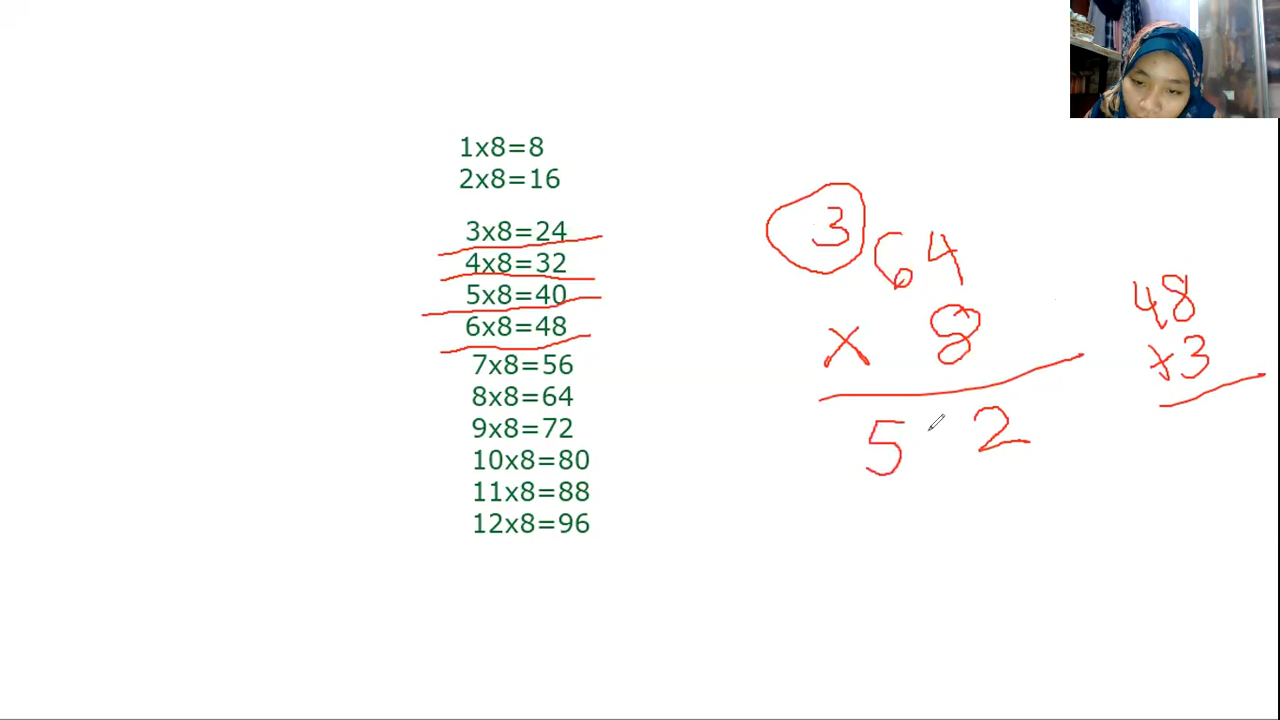 1x8=8
2x8=16
3x8=24
4x8=32
5x8=40
6x8=48
7x8=56
8x8=64
9x8=72
10x8=80
11x8=88
12x8=96
3
64
x 8
5 2
48
+3